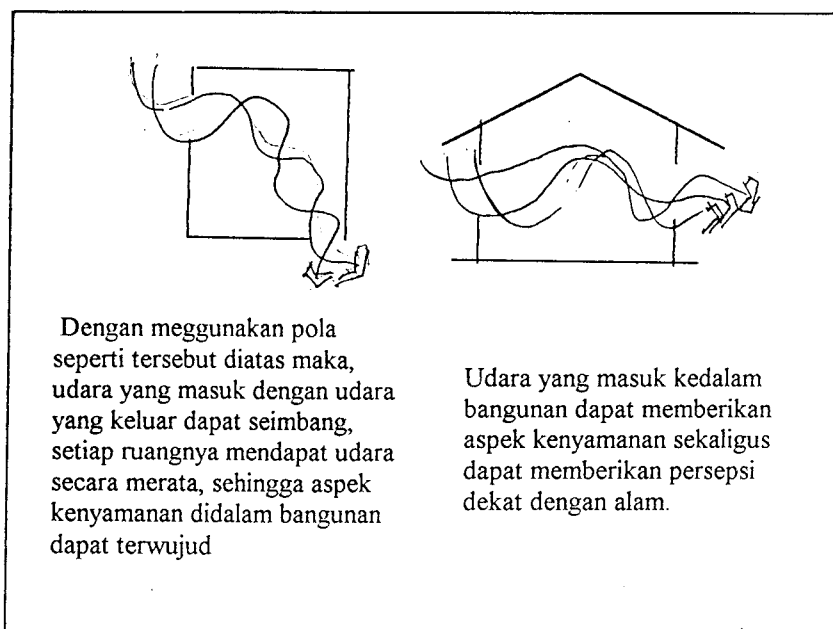 Dengan meggunakan pola
seperti tersebut diatas maka,
udara yang masuk dengan udara
yang keluar dapat seimbang,
setiap ruangnya mendapat udara
secara merata, sehingga aspek
kenyamanan didalam bangunan
dapat terwujud
Udara yang masuk kedalam
bangunan dapat memberikan
aspek kenyamanan sekaligus
dapat memberikan persepsi
dekat dengan alam.